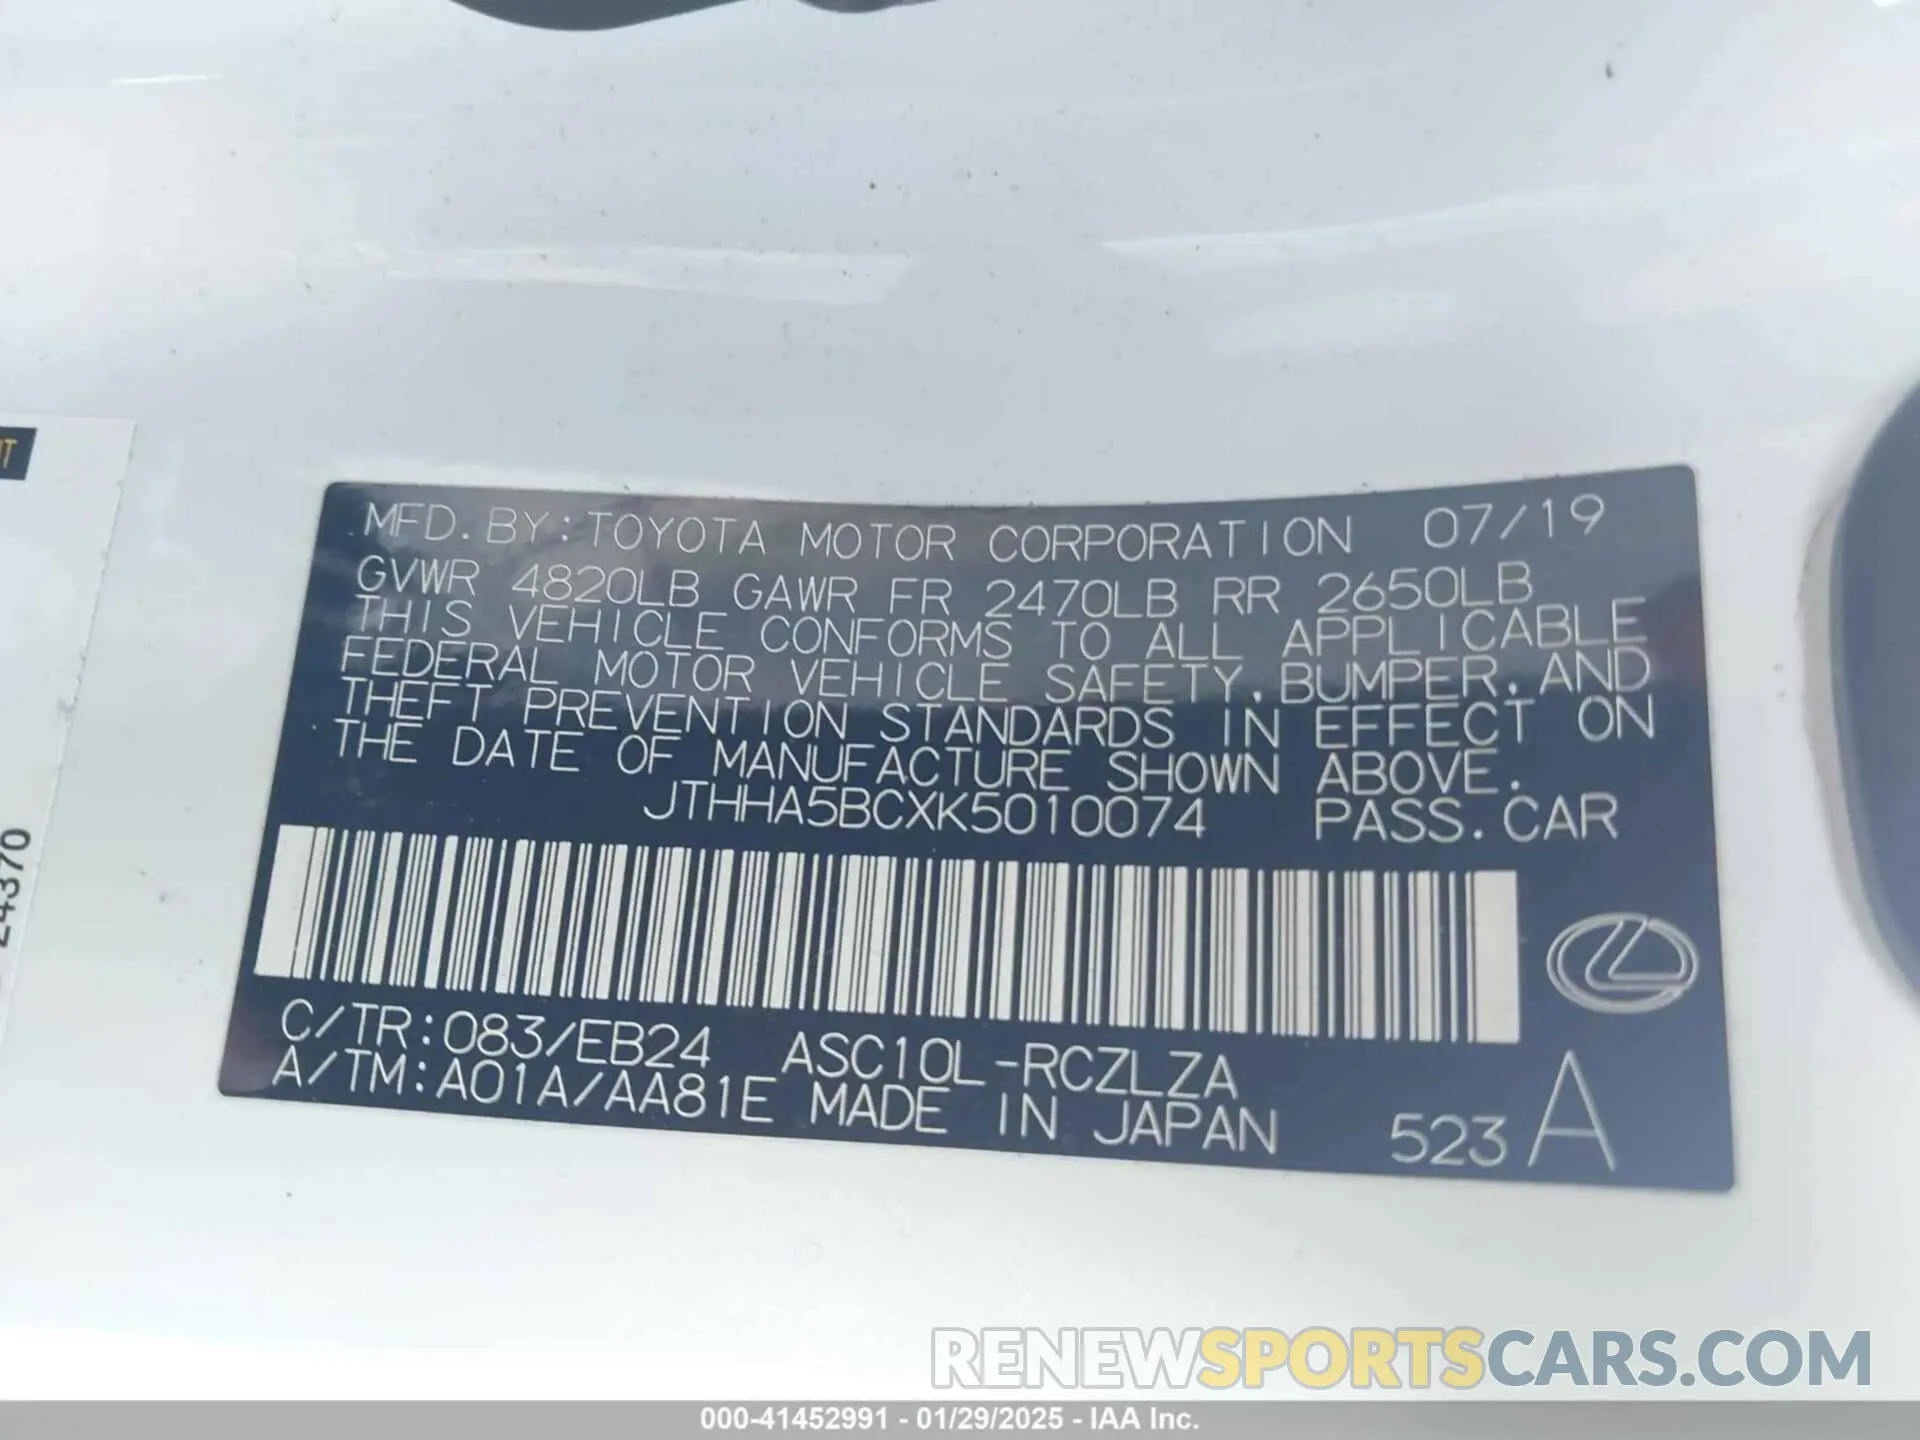 MFD. BY: TOYOTA MOTOR CORPORATION 07/19
GVWR 4820LB GAWR FR 2470LB RR 2650LB
THIS VEHICLE CONFORMS TO ALL APPLICABLE
FEDERAL MOTOR VEHICLE SAFETY, BUMPER, AND
THEFT PREVENTION STANDARDS IN EFFECT ON
THE DATE OF MANUFACTURE SHOWN ABOVE.
JTHHA5BCXK5010074 PASS. CAR
C/TR: 083/EB24 ASC10L-RCZLZA
A/TM: A01A/AA81E MADE IN JAPAN 523 A
24370
RENEWSPORTSCARS.COM
000-41452991 - 01/29/2025 - IAA Inc.